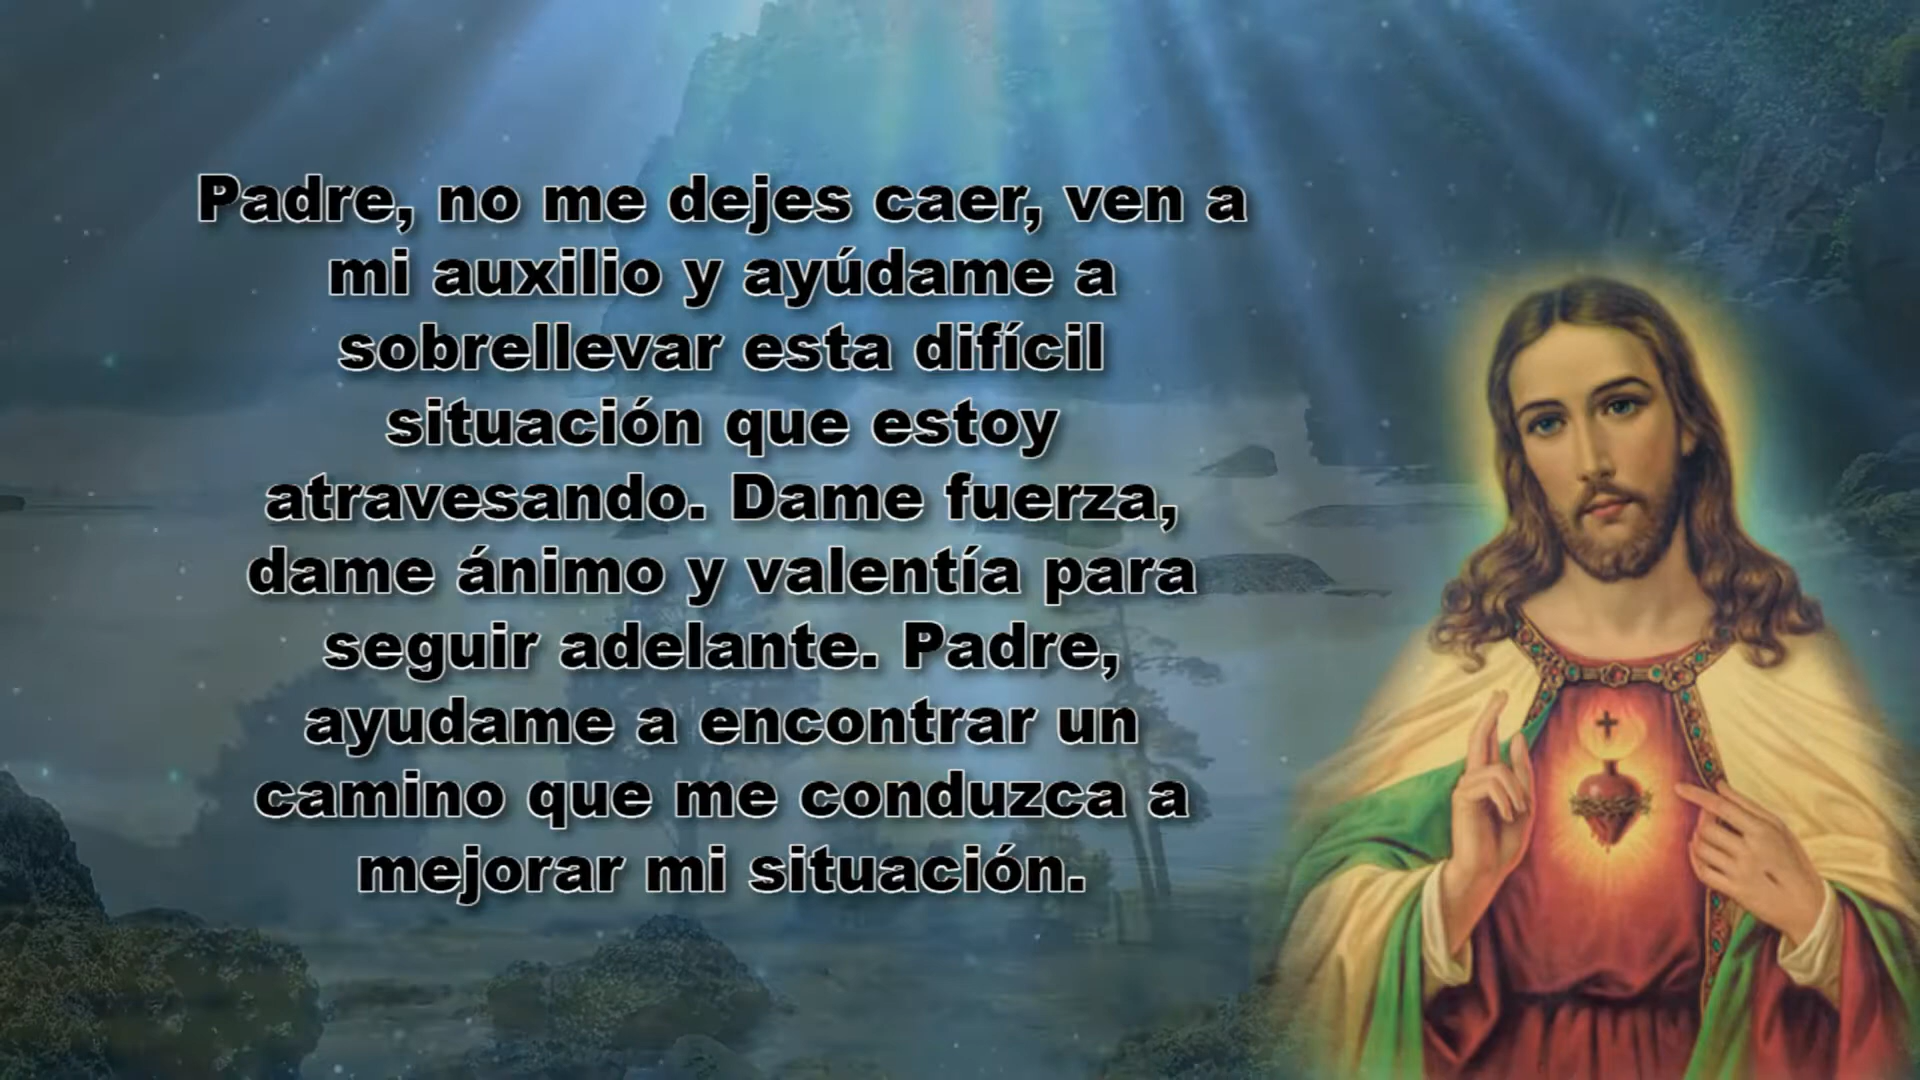 Padre, no me dejes caer, ven a
mi auxilio y ayúdame a
sobrellevar esta difícil
situación que estoy
atravesando. Dame fuerza,
dame ánimo y valentía para
seguir adelante. Padre,
ayudame a encontrar un
camino que me conduzca a
mejorar mi situación.